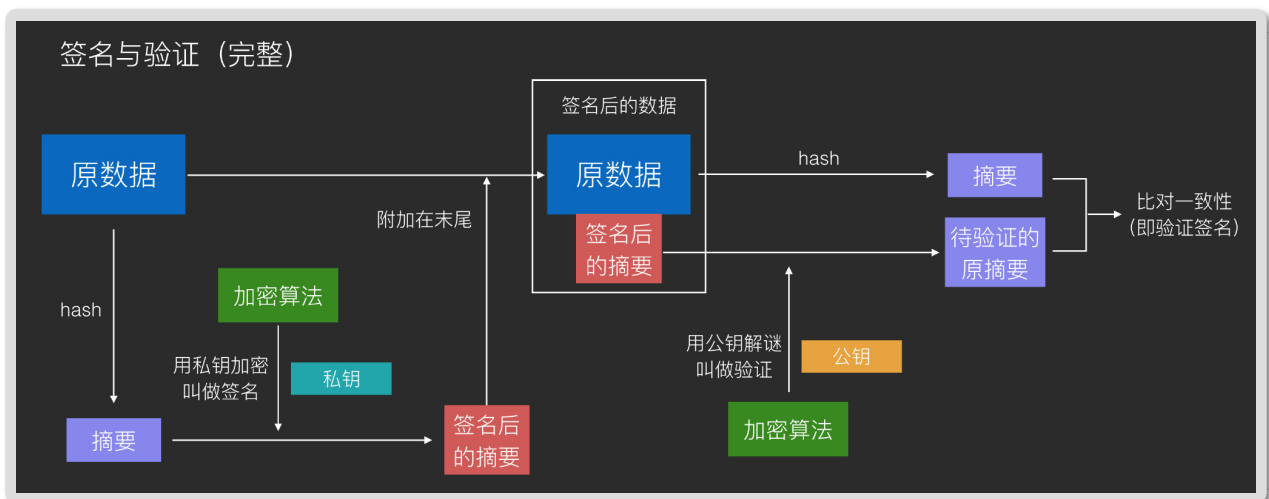 签名与验证（完整）
签名后的数据
原数据
原数据
hash
摘要
比对一致性
(即验证签名)
附加在末尾
签名后
的摘要
待验证的
原摘要
hash
加密算法
用私钥加密
叫做签名
私钥
用公钥解谜
叫做验证
公钥
摘要
签名后
的摘要
加密算法